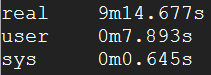 real    9m14.677s
user    0m7.893s
sys     0m0.645s